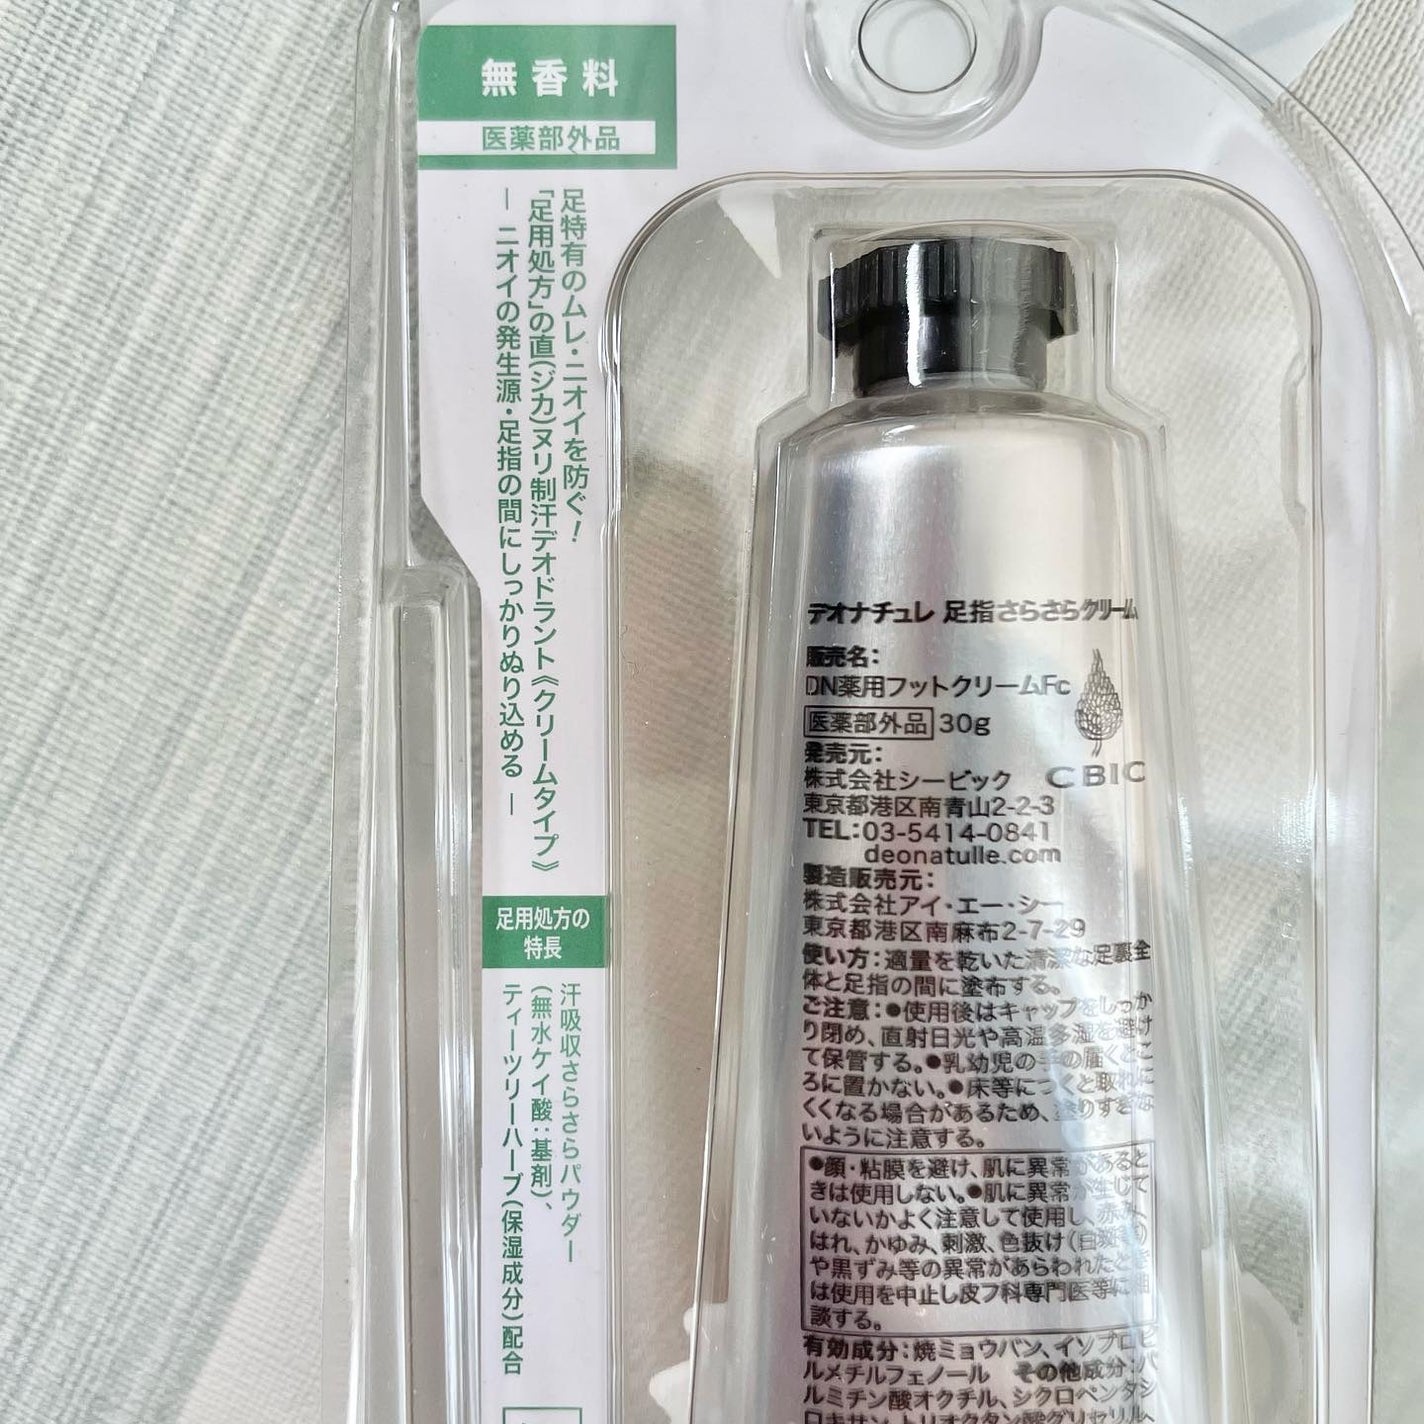 無香料
医薬部外品
足特有のムレ・ニオイを防ぐ!
「足用処方」の直(ジカ)ヌリ制汗デオドラント《クリームタイプ》
― ニオイの発生源・足指の間にしっかりぬり込める ―
足用処方の
特長
汗吸収さらさらパウダー
(無水ケイ酸:基剤)、
ティーツリーハーブ(保湿成分)配合
デオナチュレ 足指さらさらクリーム
販売名:
DN薬用フットクリームFc
医薬部外品 30g
発売元:
株式会社シービック CBIC
東京都港区南青山2-2-3
TEL:03-5414-0841
deonatulle.com
製造販売元:
株式会社アイ・エー・シー
東京都港区南麻布2-7-29
使い方:適量を乾いた清潔な足裏全
体と足指の間に塗布する。
ご注意:●使用後はキャップをしっか
り閉め、直射日光や高温多湿を避け
て保管する。●乳幼児の手の届くとこ
ろに置かない。●床等につくと取れに
くくなる場合があるため、塗りすぎな
いように注意する。
●顔・粘膜を避け、肌に異常があると
きは使用しない。●肌に異常が生じて
いないかよく注意して使用し、赤み、
はれ、かゆみ、刺激、色抜け(白斑等)
や黒ずみ等の異常があらわれたとき
は使用を中止し皮フ科専門医等に相
談する。
有効成分:焼ミョウバン、イソプロピ
ルメチルフェノール その他成分:パ
ルミチン酸オクチル、シクロペンタシ
ロキサン、トリオクタン酸グリセリル、